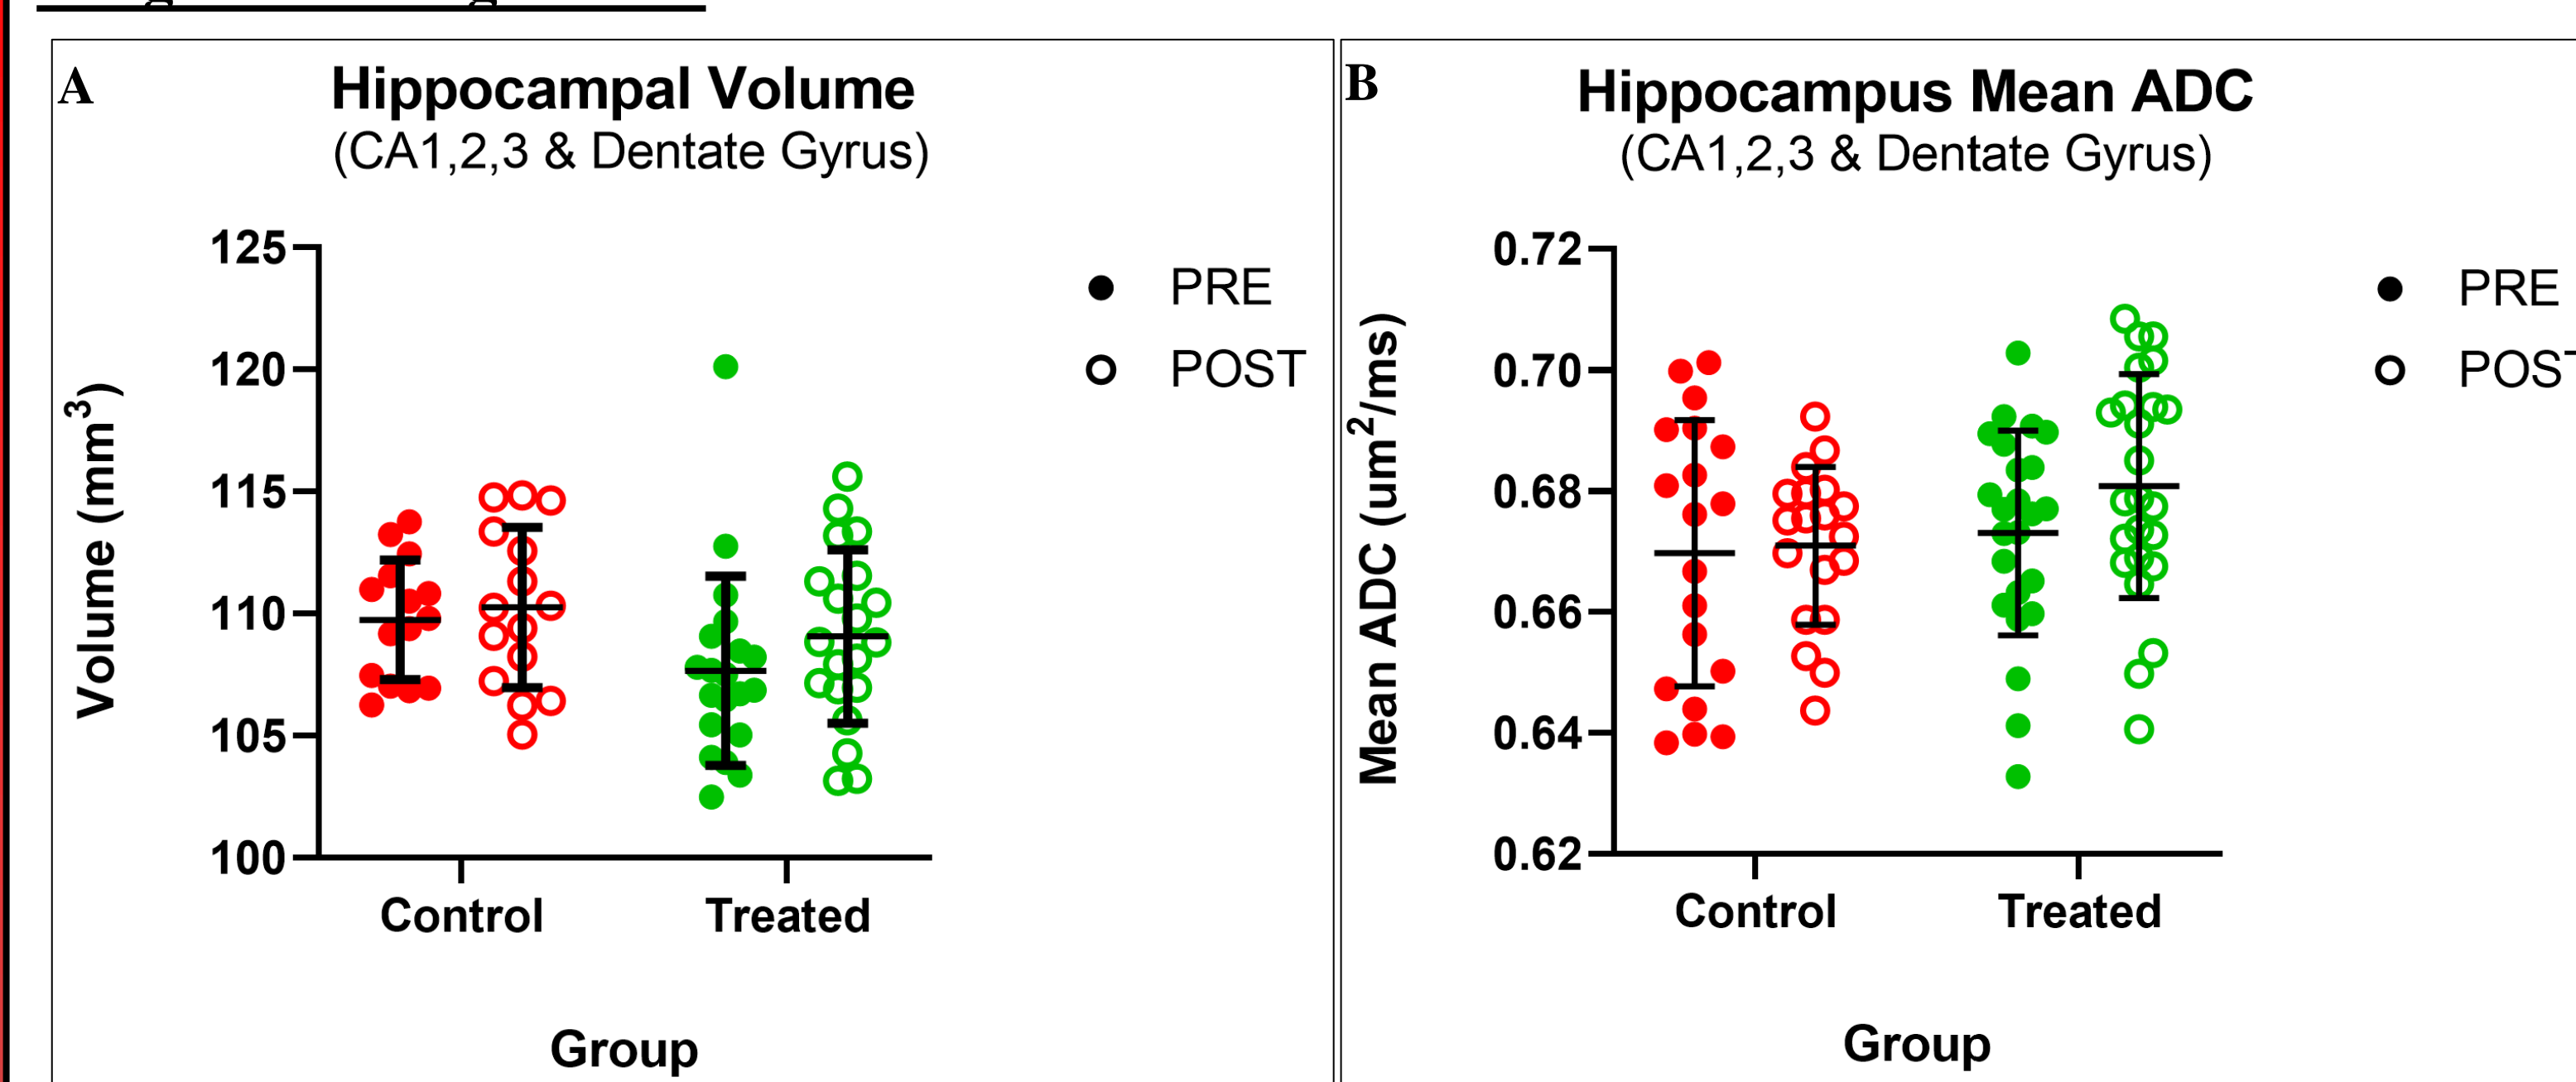 A
Hippocampal Volume
(CA1,2,3 & Dentate Gyrus)
125
120
115
110
105
100
Volume (mm³)
PRE
POST
Control
Treated
Group
B
Hippocampus Mean ADC
(CA1,2,3 & Dentate Gyrus)
0.72
0.70
0.68
0.66
0.64
0.62
Mean ADC (um²/ms)
PRE
POST
Control
Treated
Group